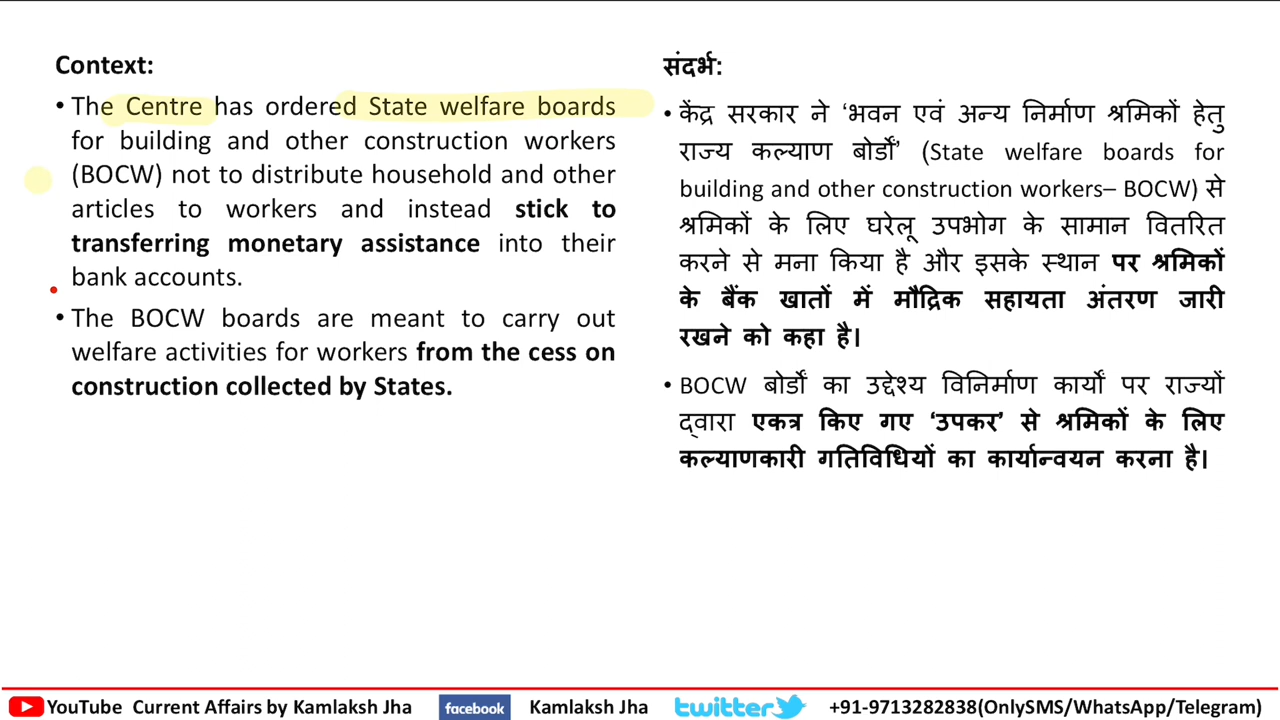 Context:
• The Centre has ordered State welfare boards
for building and other construction workers
(BOCW) not to distribute household and other
articles to workers and instead stick to
transferring monetary assistance into their
bank accounts.
• The BOCW boards are meant to carry out
welfare activities for workers from the cess on
construction collected by States.
संदर्भ:
• केंद्र सरकार ने ‘भवन एवं अन्य निर्माण श्रमिकों हेतु
राज्य कल्याण बोर्डों’ (State welfare boards for
building and other construction workers– BOCW) से
श्रमिकों के लिए घरेलू उपभोग के सामान वितरित
करने से मना किया है और इसके स्थान पर श्रमिकों
के बैंक खातों में मौद्रिक सहायता अंतरण जारी
रखने को कहा है।
• BOCW बोर्डों का उद्देश्य विनिर्माण कार्यों पर राज्यों
द्वारा एकत्र किए गए ‘उपकर’ से श्रमिकों के लिए
कल्याणकारी गतिविधियों का कार्यान्वयन करना है।
YouTube Current Affairs by Kamlaksh Jha facebook Kamlaksh Jha twitter +91-9713282838(OnlySMS/WhatsApp/Telegram)